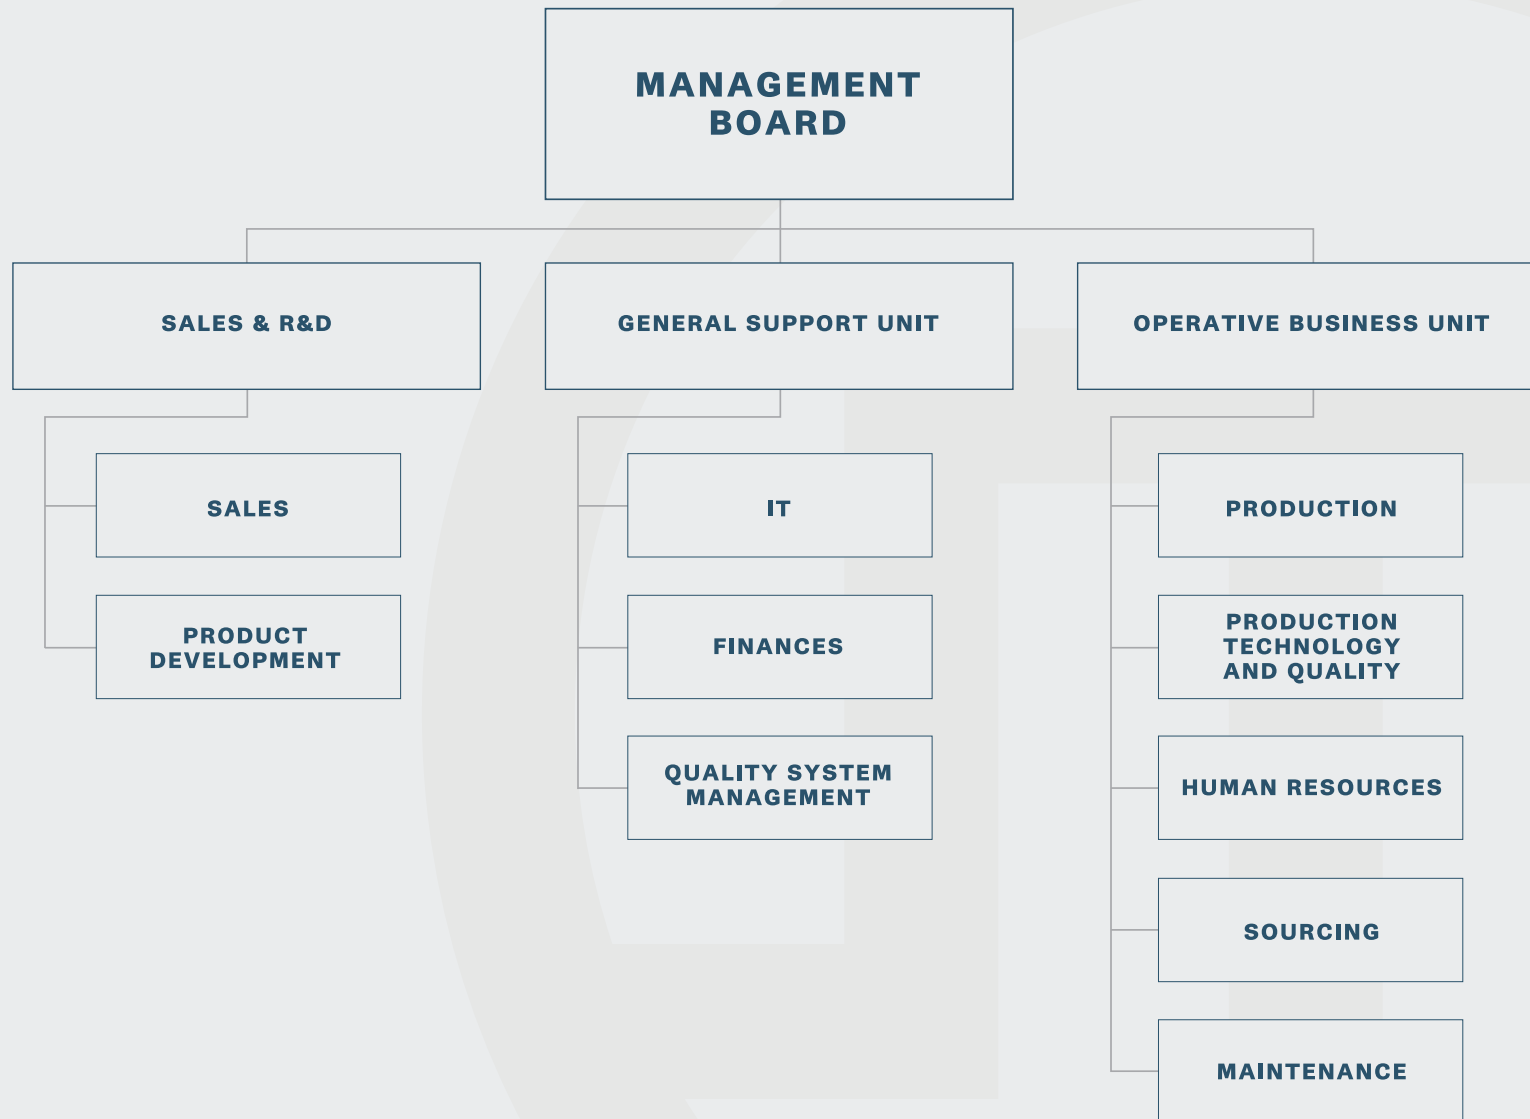 MANAGEMENT
BOARD
SALES & R&D
GENERAL SUPPORT UNIT
OPERATIVE BUSINESS UNIT
SALES
PRODUCT
DEVELOPMENT
IT
FINANCES
QUALITY SYSTEM
MANAGEMENT
PRODUCTION
PRODUCTION
TECHNOLOGY
AND QUALITY
HUMAN RESOURCES
SOURCING
MAINTENANCE